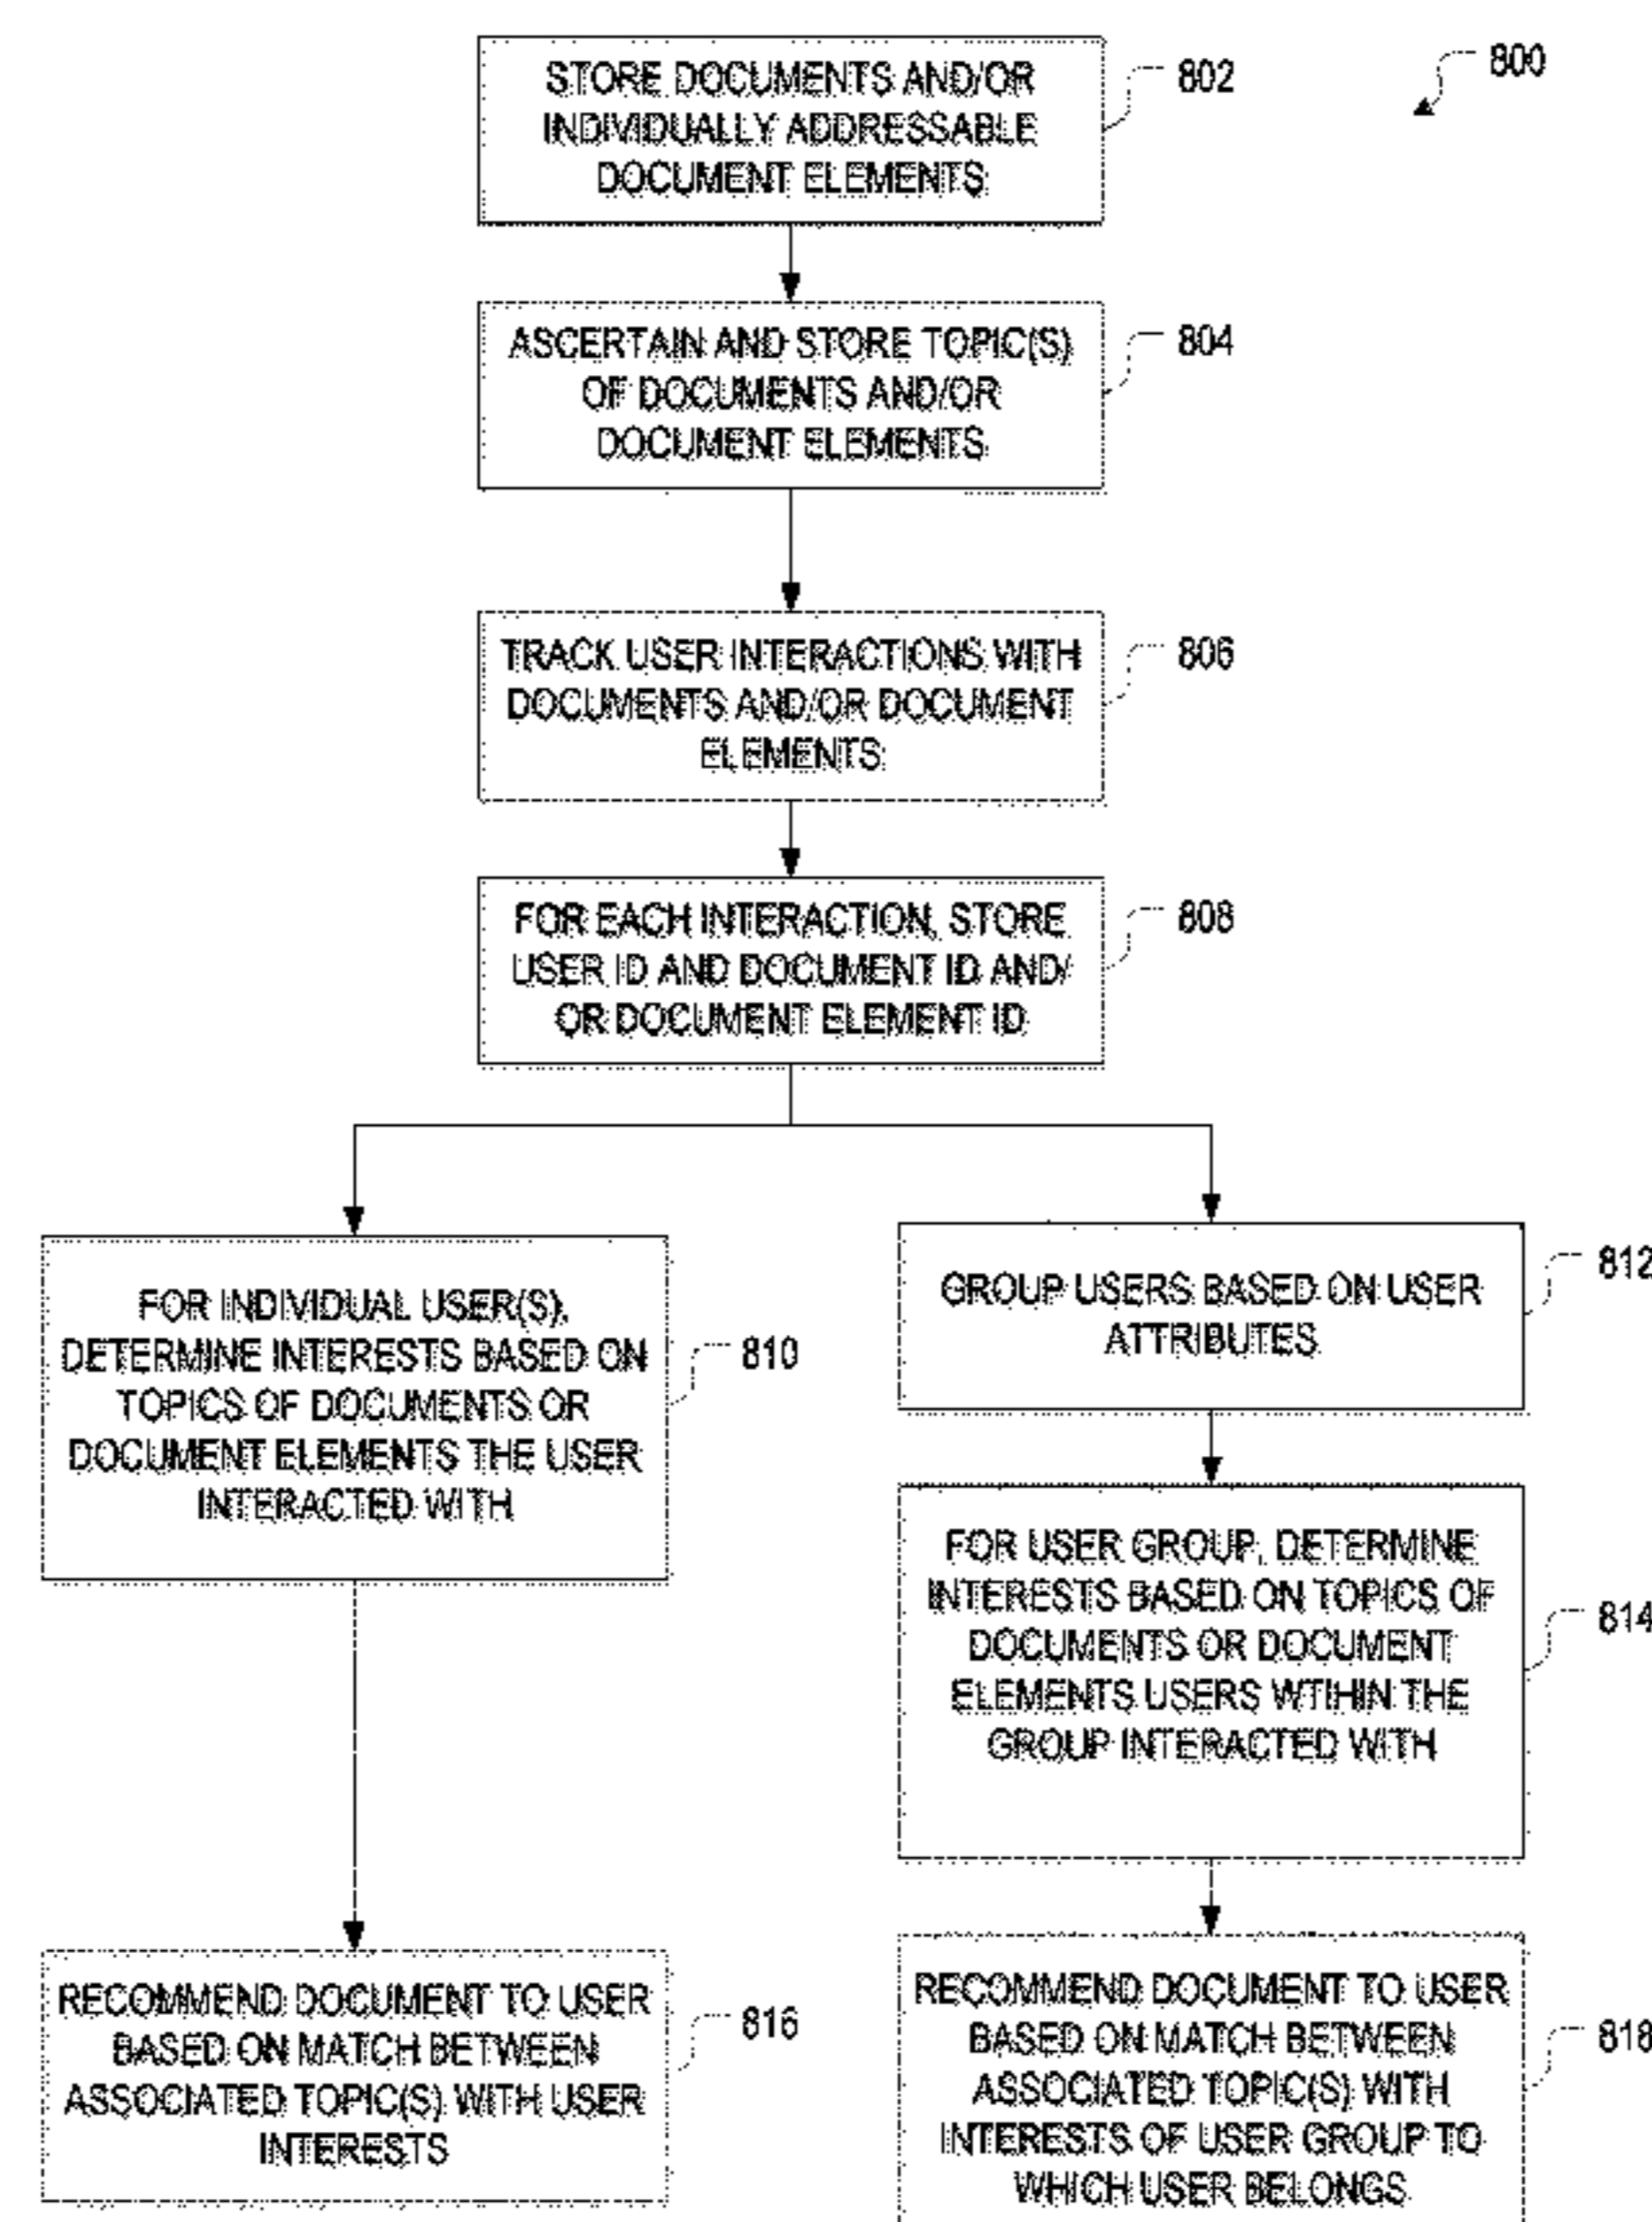 800
STORE DOCUMENTS AND/OR
INDIVIDUALLY ADDRESSABLE
DOCUMENT ELEMENTS
802
ASCERTAIN AND STORE TOPIC(S)
OF DOCUMENTS AND/OR
DOCUMENT ELEMENTS
804
TRACK USER INTERACTIONS WITH
DOCUMENTS AND/OR DOCUMENT
ELEMENTS
806
FOR EACH INTERACTION, STORE
USER ID AND DOCUMENT ID AND/
OR DOCUMENT ELEMENT ID
808
FOR INDIVIDUAL USER(S),
DETERMINE INTERESTS BASED ON
TOPICS OF DOCUMENTS OR
DOCUMENT ELEMENTS THE USER
INTERACTED WITH
810
GROUP USERS BASED ON USER
ATTRIBUTES
812
FOR USER GROUP, DETERMINE
INTERESTS BASED ON TOPICS OF
DOCUMENTS OR DOCUMENT
ELEMENTS USERS WTIHIN THE
GROUP INTERACTED WITH
814
RECOMMEND DOCUMENT TO USER
BASED ON MATCH BETWEEN
ASSOCIATED TOPIC(S) WITH USER
INTERESTS
816
RECOMMEND DOCUMENT TO USER
BASED ON MATCH BETWEEN
ASSOCIATED TOPIC(S) WITH
INTERESTS OF USER GROUP TO
WHICH USER BELONGS
818